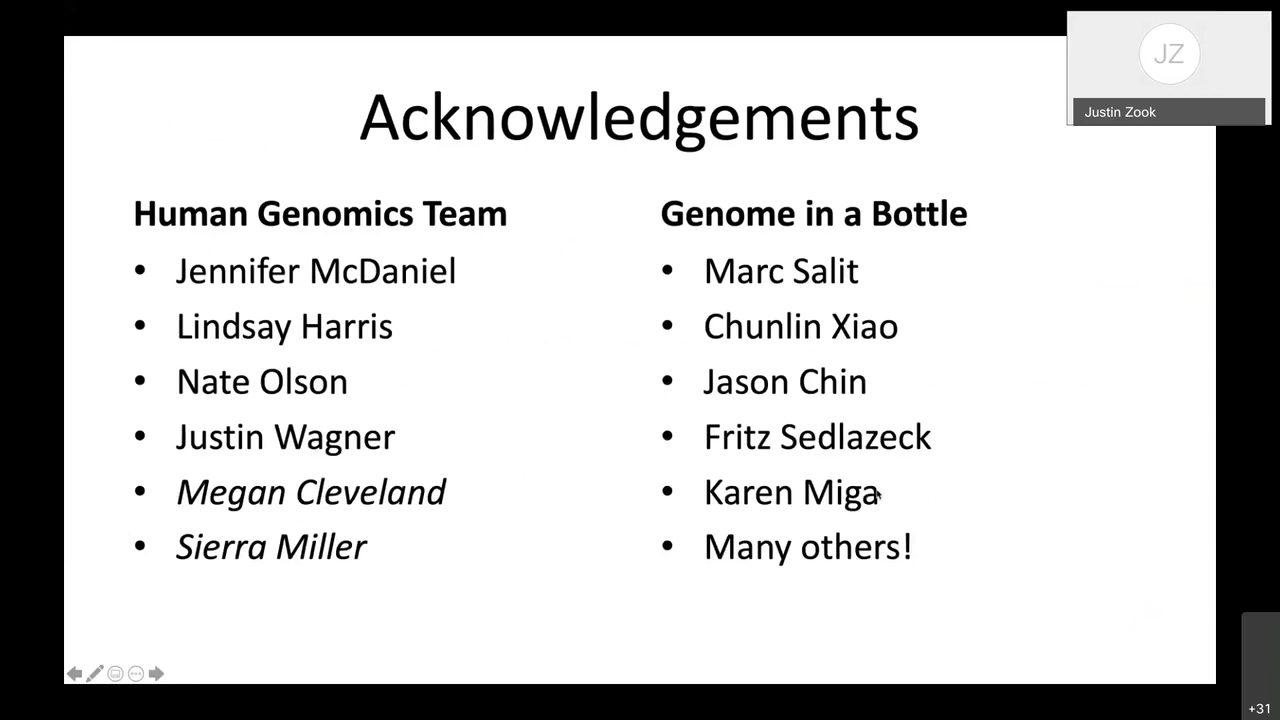 JZ
Justin Zook
Acknowledgements
Human Genomics Team
• Jennifer McDaniel
• Lindsay Harris
• Nate Olson
• Justin Wagner
• Megan Cleveland
• Sierra Miller
Genome in a Bottle
• Marc Salit
• Chunlin Xiao
• Jason Chin
• Fritz Sedlazeck
• Karen Miga
• Many others!
+31